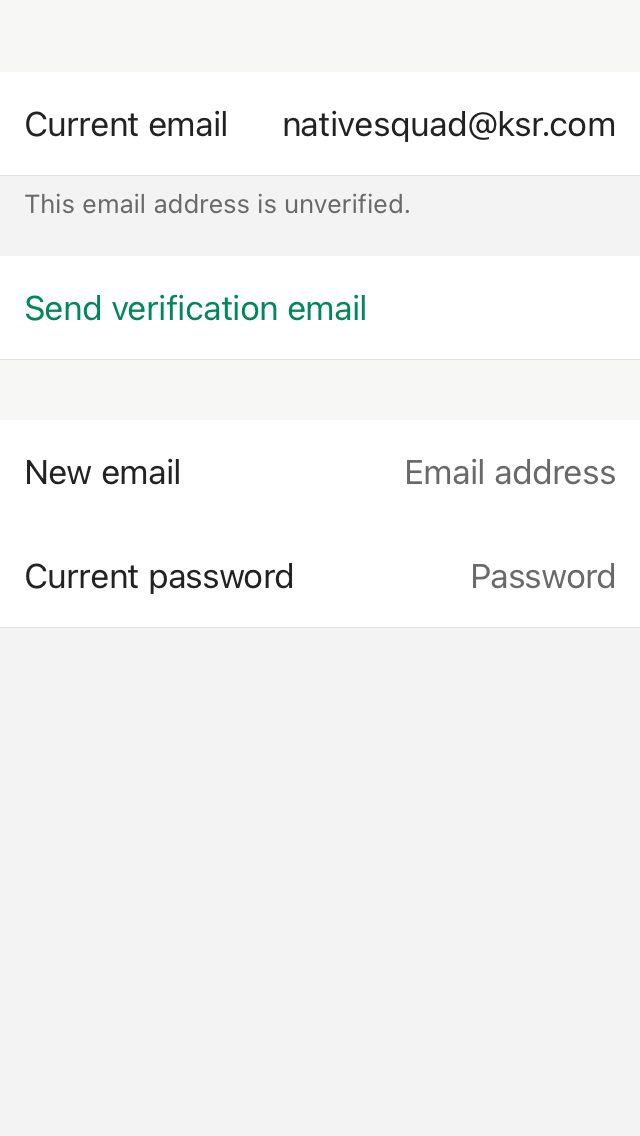 Current email nativesquad@ksr.com
This email address is unverified.
Send verification email
New email Email address
Current password Password